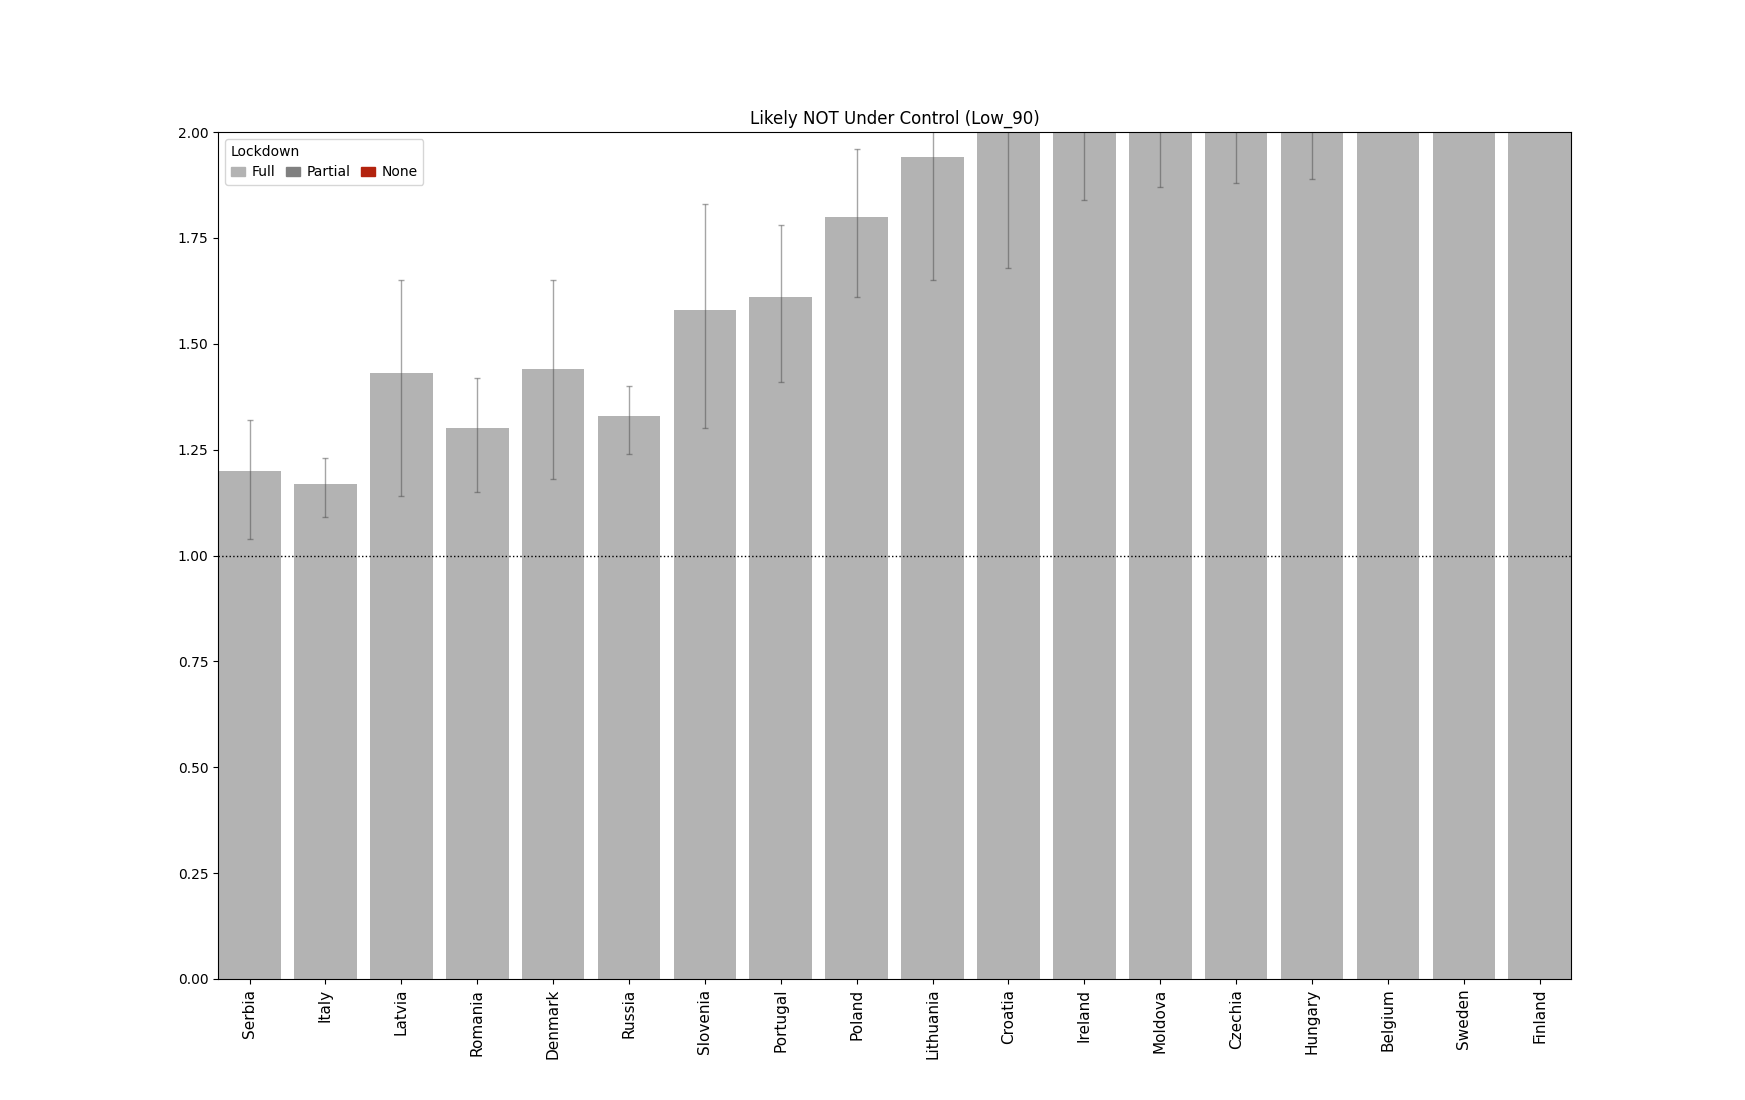 Likely NOT Under Control (Low_90)
Lockdown
Full Partial None
2.00
1.75
1.50
1.25
1.00
0.75
0.50
0.25
0.00
Serbia
Italy
Latvia
Romania
Denmark
Russia
Slovenia
Portugal
Poland
Lithuania
Croatia
Ireland
Moldova
Czechia
Hungary
Belgium
Sweden
Finland